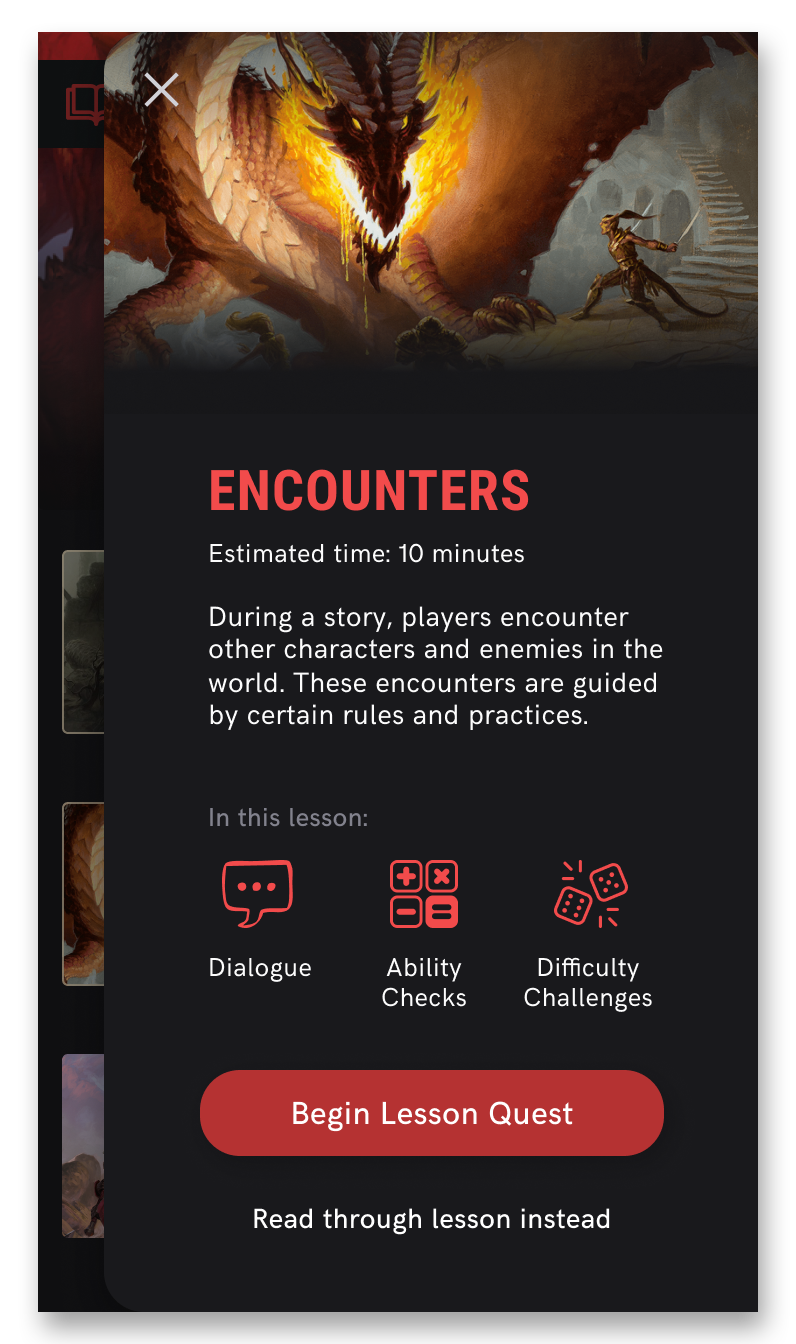 ENCOUNTERS
Estimated time: 10 minutes
During a story, players encounter
other characters and enemies in the
world. These encounters are guided
by certain rules and practices.
In this lesson:
Dialogue
Ability
Checks
Difficulty
Challenges
Begin Lesson Quest
Read through lesson instead